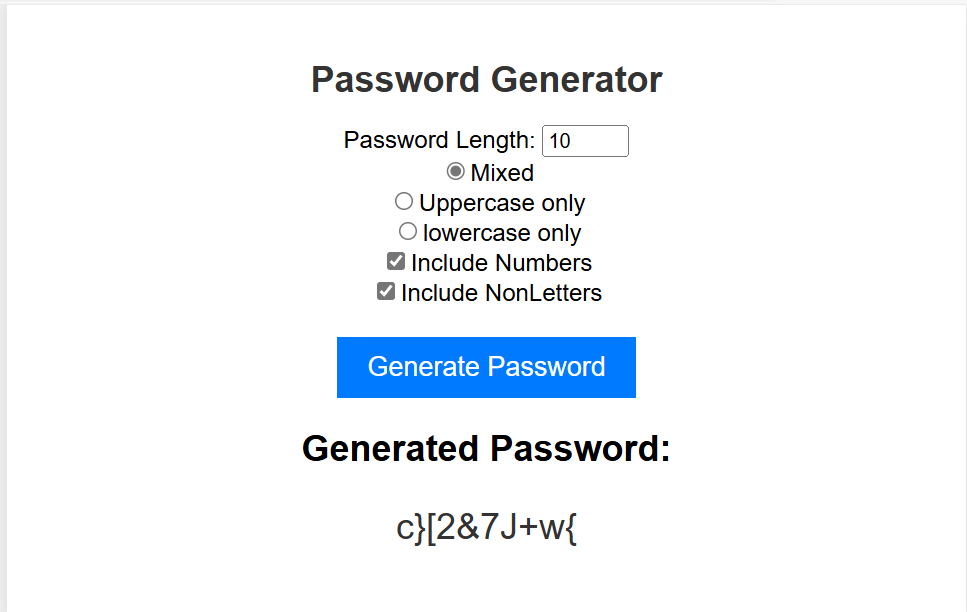 Password Generator
Password Length: 10
Mixed
Uppercase only
lowercase only
Include Numbers
Include NonLetters
Generate Password
Generated Password:
c}[2&7J+w{